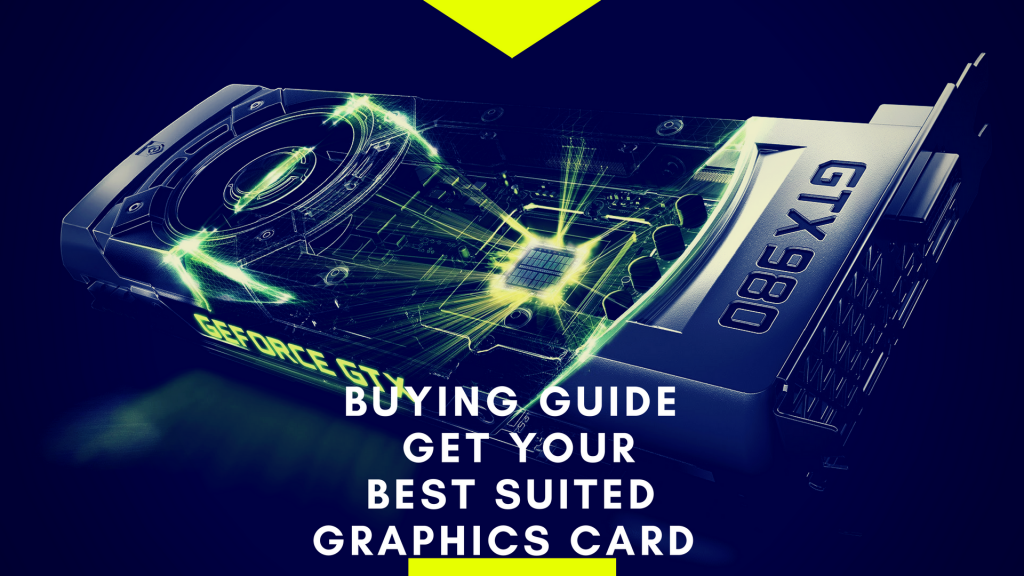 GTX 980
GEFORCE GTX
BUYING GUIDE
GET YOUR
BEST SUITED
GRAPHICS CARD